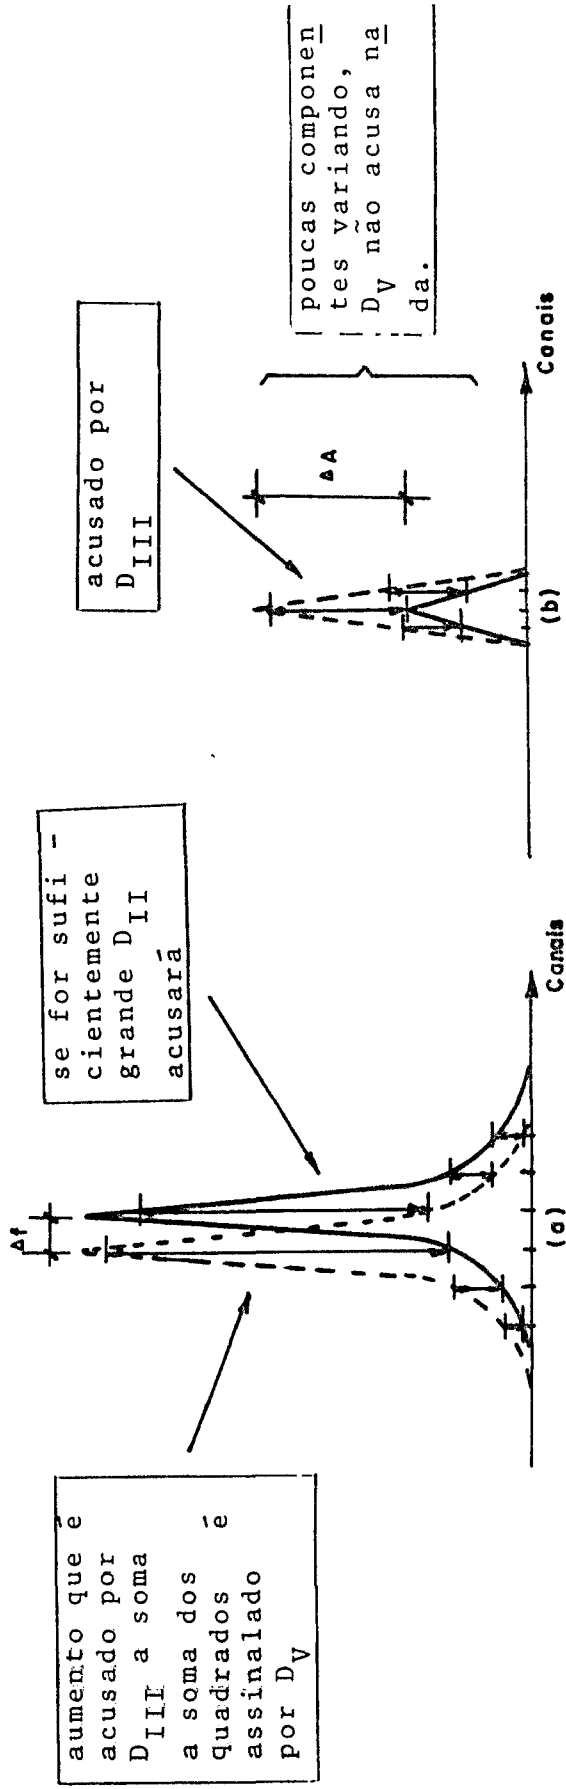 aumento que é
acusado por
D_III a soma
a soma dos
quadrados é
assinalado
por D_V
se for sufi -
cientemente
grande D_II
acusará
Δf
Canais
(a)
acusado por
D_III
ΔA
poucas componen
tes variando,
D_V não acusa na
da.
Canais
(b)